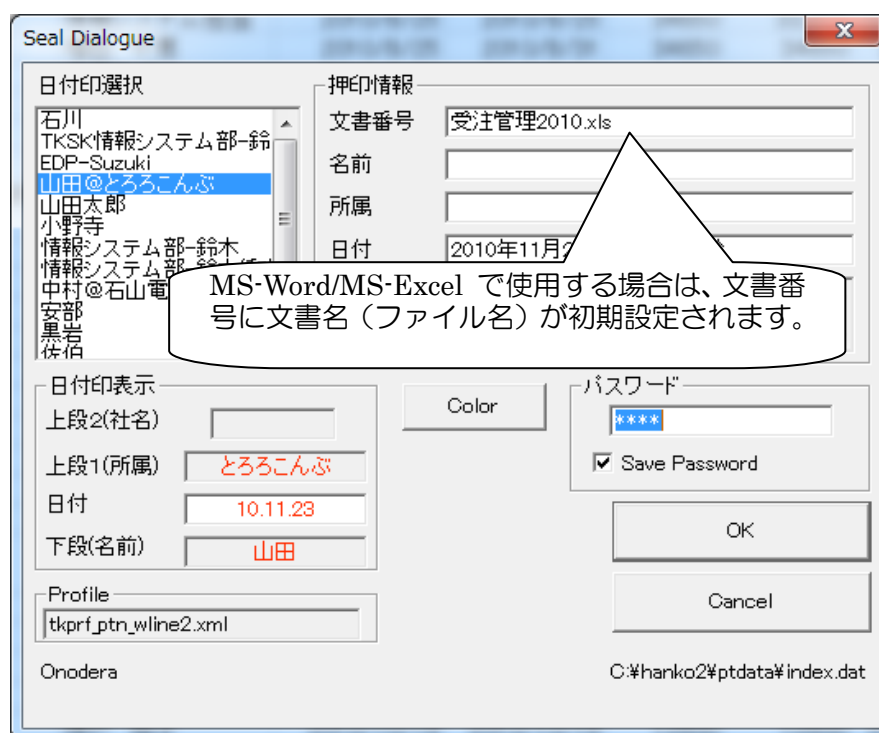 Seal Dialogue
日付印選択
石川
TKSK情報システム部-鈴
EDP-Suzuki
山田@とろろこんぶ
山田太郎
小野寺
情報システム部-鈴木
情報システム部
中村@石山電
安部
黒岩
佐伯
押印情報
文書番号 受注管理2010.xls
名前
所属
日付 2010年11月2
MS-Word/MS-Excel で使用する場合は、文書番
号に文書名（ファイル名）が初期設定されます。
日付印表示
上段2(社名)
上段1(所属) とろろこんぶ
日付 10.11.23
下段(名前) 山田
Color
パスワード
****
Save Password
OK
Cancel
Profile
tkprf_ptn_wline2.xml
Onodera
C:¥hanko2¥ptdata¥index.dat